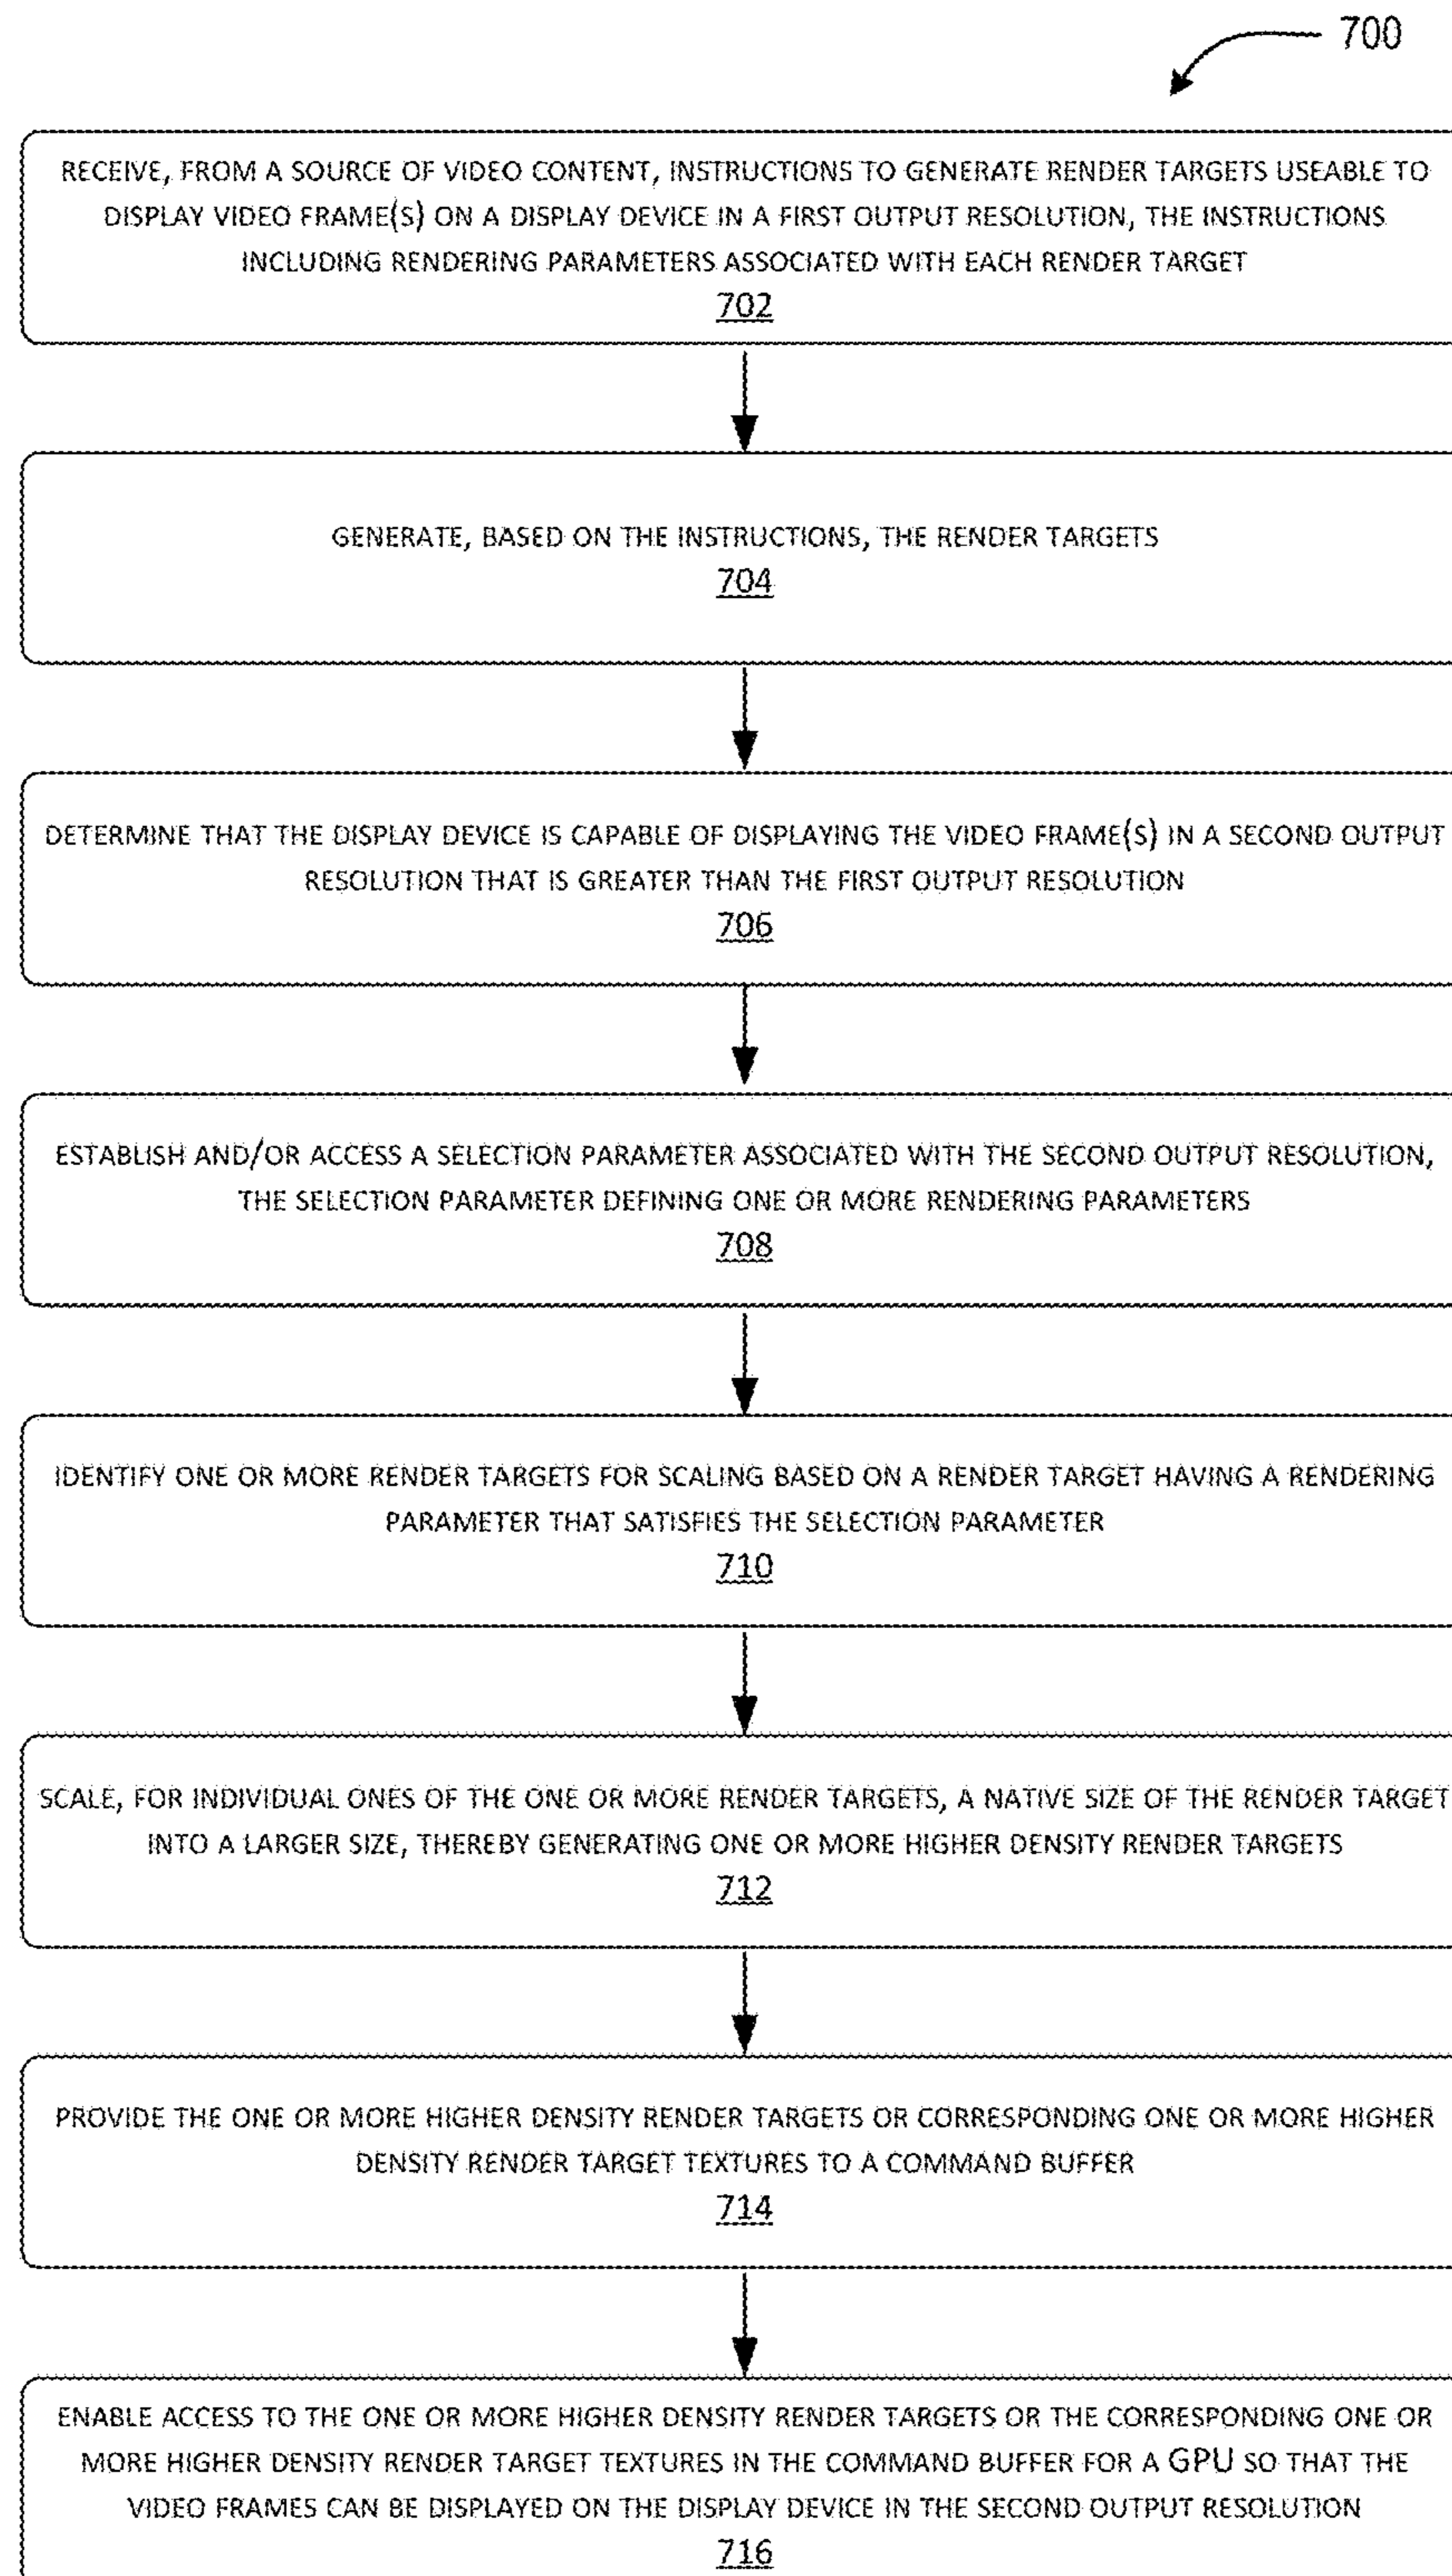 700
RECEIVE, FROM A SOURCE OF VIDEO CONTENT, INSTRUCTIONS TO GENERATE RENDER TARGETS USEABLE TO
DISPLAY VIDEO FRAME(S) ON A DISPLAY DEVICE IN A FIRST OUTPUT RESOLUTION, THE INSTRUCTIONS
INCLUDING RENDERING PARAMETERS ASSOCIATED WITH EACH RENDER TARGET
702
GENERATE, BASED ON THE INSTRUCTIONS, THE RENDER TARGETS
704
DETERMINE THAT THE DISPLAY DEVICE IS CAPABLE OF DISPLAYING THE VIDEO FRAME(S) IN A SECOND OUTPUT
RESOLUTION THAT IS GREATER THAN THE FIRST OUTPUT RESOLUTION
706
ESTABLISH AND/OR ACCESS A SELECTION PARAMETER ASSOCIATED WITH THE SECOND OUTPUT RESOLUTION,
THE SELECTION PARAMETER DEFINING ONE OR MORE RENDERING PARAMETERS
708
IDENTIFY ONE OR MORE RENDER TARGETS FOR SCALING BASED ON A RENDER TARGET HAVING A RENDERING
PARAMETER THAT SATISFIES THE SELECTION PARAMETER
710
SCALE, FOR INDIVIDUAL ONES OF THE ONE OR MORE RENDER TARGETS, A NATIVE SIZE OF THE RENDER TARGET
INTO A LARGER SIZE, THEREBY GENERATING ONE OR MORE HIGHER DENSITY RENDER TARGETS
712
PROVIDE THE ONE OR MORE HIGHER DENSITY RENDER TARGETS OR CORRESPONDING ONE OR MORE HIGHER
DENSITY RENDER TARGET TEXTURES TO A COMMAND BUFFER
714
ENABLE ACCESS TO THE ONE OR MORE HIGHER DENSITY RENDER TARGETS OR THE CORRESPONDING ONE OR
MORE HIGHER DENSITY RENDER TARGET TEXTURES IN THE COMMAND BUFFER FOR A GPU SO THAT THE
VIDEO FRAMES CAN BE DISPLAYED ON THE DISPLAY DEVICE IN THE SECOND OUTPUT RESOLUTION
716